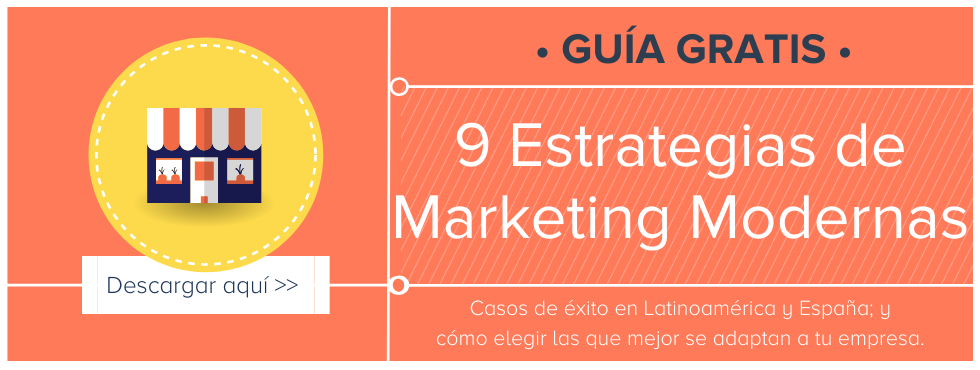 • GUÍA GRATIS •
9 Estrategias de
Marketing Modernas
Descargar aquí >>
Casos de éxito en Latinoamérica y España; y
cómo elegir las que mejor se adaptan a tu empresa.